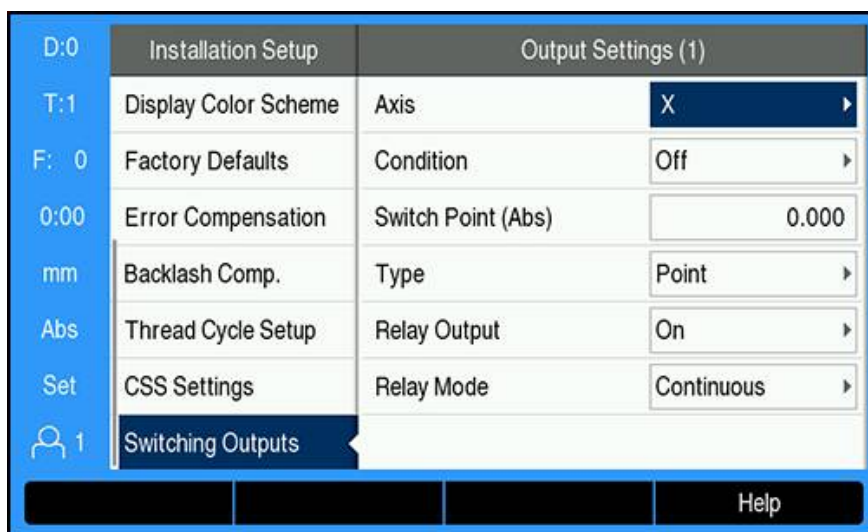 D:0
Installation Setup
Output Settings (1)
T:1
Display Color Scheme
Axis
X
F: 0
Factory Defaults
Condition
Off
0:00
Error Compensation
Switch Point (Abs)
0.000
mm
Backlash Comp.
Type
Point
Abs
Thread Cycle Setup
Relay Output
On
Set
CSS Settings
Relay Mode
Continuous
1
Switching Outputs
Help